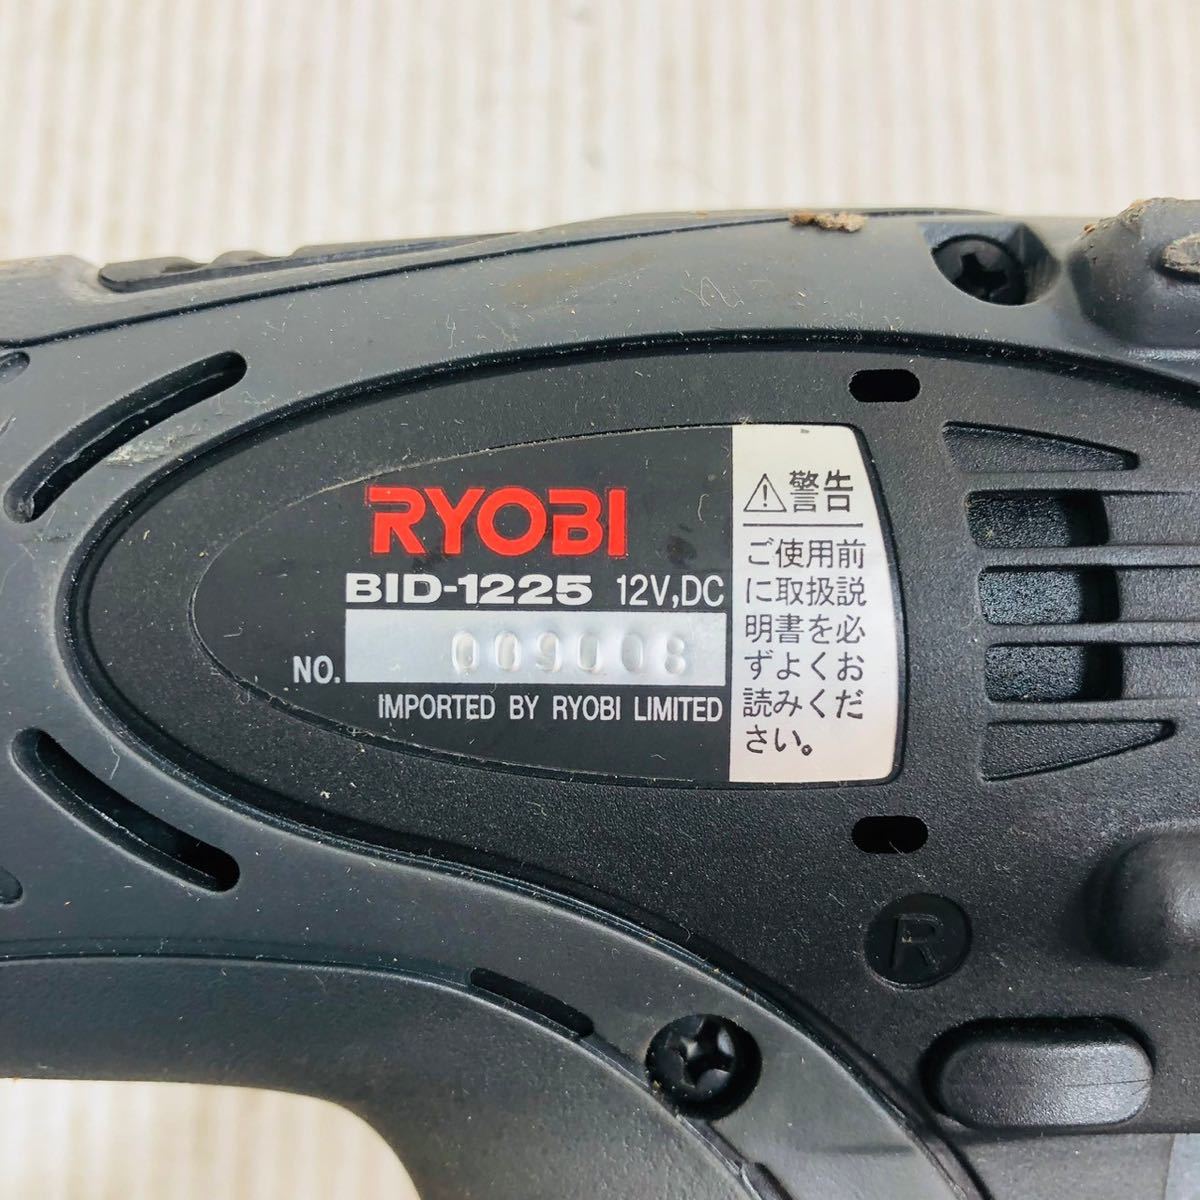 RYOBI
BID-1225 12V,DC
NO. 009008
IMPORTED BY RYOBI LIMITED
⚠警告
ご使用前
に取扱説
明書を必
ずよくお
読みくだ
さい。
R